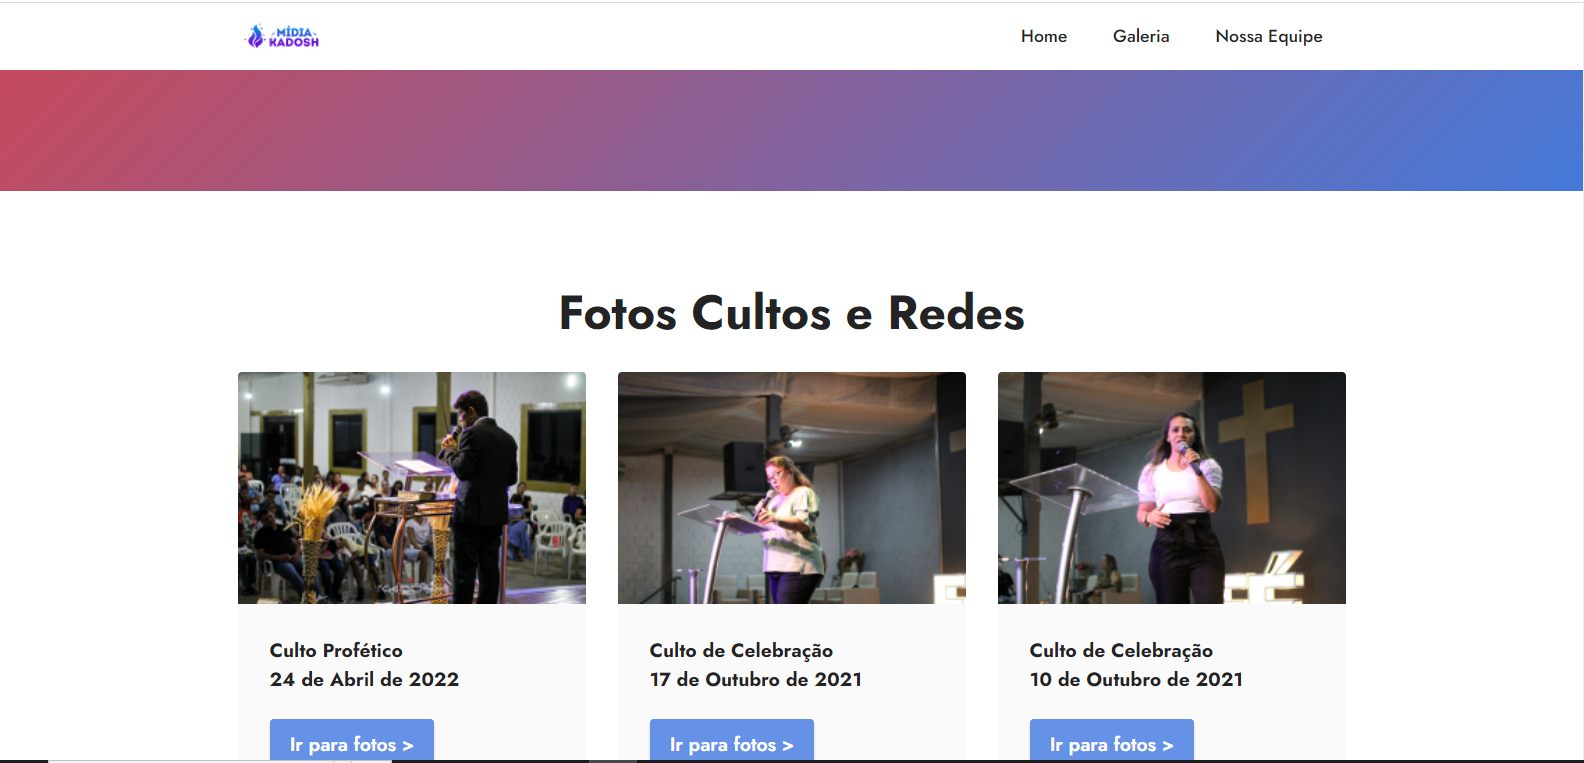 MÍDIA
KADOSH
Home Galeria Nossa Equipe
Fotos Cultos e Redes
Culto Profético
24 de Abril de 2022
Ir para fotos >
Culto de Celebração
17 de Outubro de 2021
Ir para fotos >
Culto de Celebração
10 de Outubro de 2021
Ir para fotos >